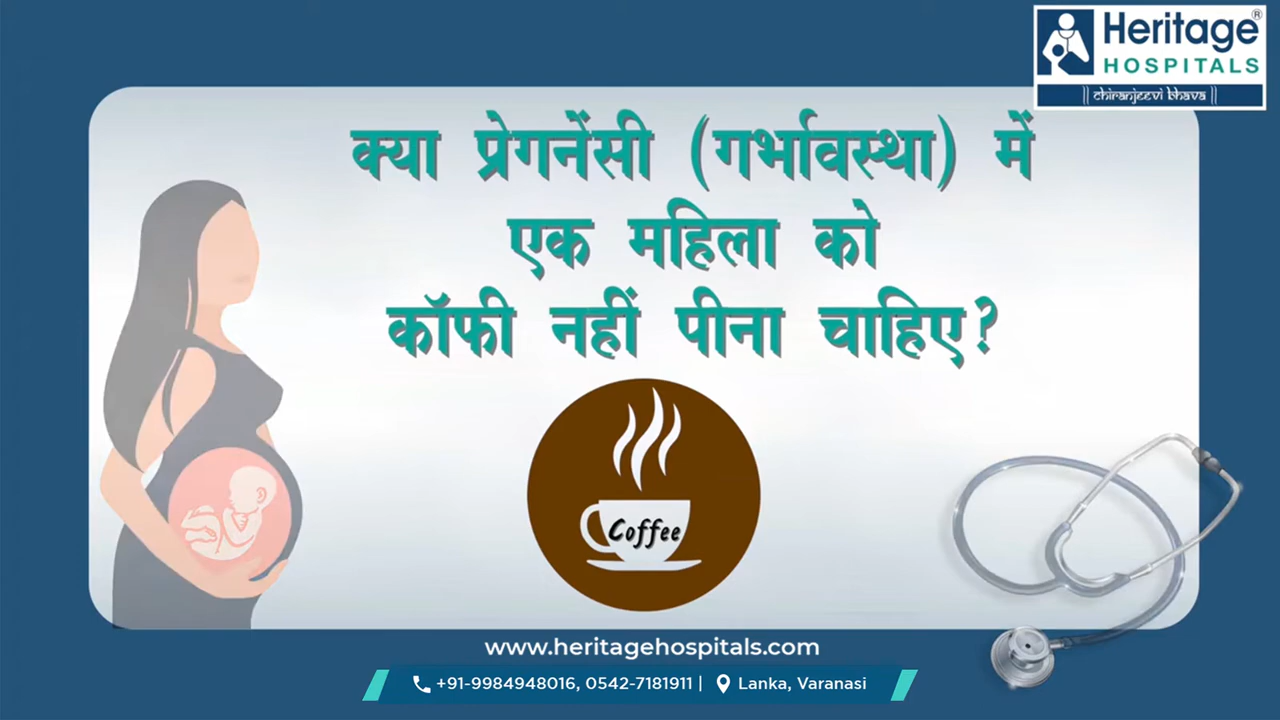 Heritage®
HOSPITALS
|| chiranjeevi bhava ||
क्या प्रेगनेंसी (गर्भावस्था) में
एक महिला को
कॉफी नहीं पीना चाहिए?
Coffee
www.heritagehospitals.com
+91-9984948016, 0542-7181911 | Lanka, Varanasi